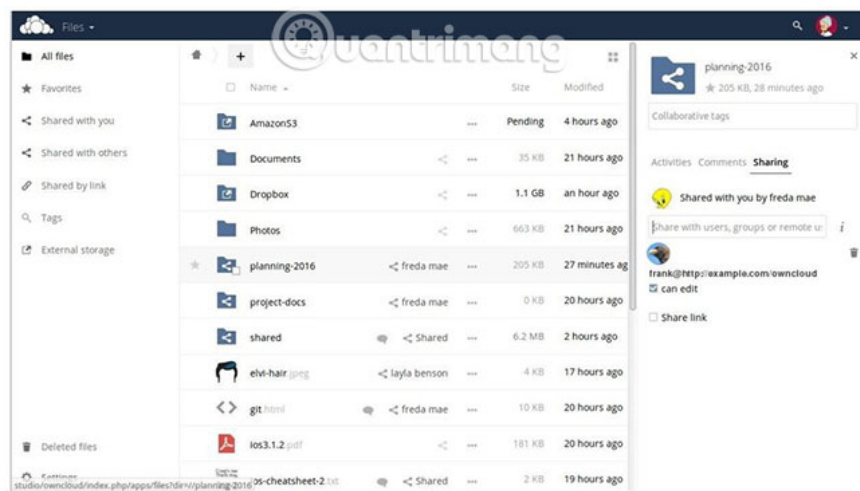 Files
Quantrimang
All files
Favorites
Shared with you
Shared with others
Shared by link
Tags
External storage
Deleted files
Settings
studio/owncloud/index.php/apps/files?dir=//planning-2016
+
Name Size Modified
AmazonS3 ... Pending 4 hours ago
Documents ... 35 KB 21 hours ago
Dropbox ... 1.1 GB an hour ago
Photos ... 663 KB 21 hours ago
planning-2016 freda mae ... 205 KB 27 minutes ag
project-docs freda mae ... 0 KB 20 hours ago
shared Shared ... 6.2 MB 2 hours ago
elvi-hair.jpeg layla benson ... 4 KB 17 hours ago
git.html freda mae ... 10 KB 20 hours ago
ios3.1.2.pdf ... 181 KB 20 hours ago
os-cheatsheet-2.txt Shared ... 2 KB 19 hours ago
×
planning-2016
205 KB, 28 minutes ago
Collaborative tags
Activities Comments Sharing
Shared with you by freda mae
Share with users, groups or remote u
i
frank@http://example.com/owncloud
can edit
Share link